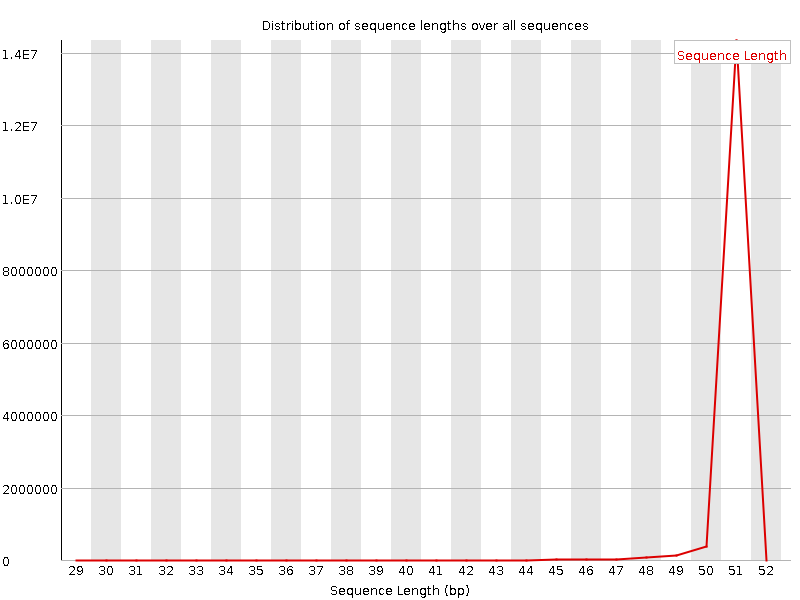 Distribution of sequence lengths over all sequences
Sequence Length
1.4E7
1.2E7
1.0E7
8000000
6000000
4000000
2000000
0
29 30 31 32 33 34 35 36 37 38 39 40 41 42 43 44 45 46 47 48 49 50 51 52
Sequence Length (bp)